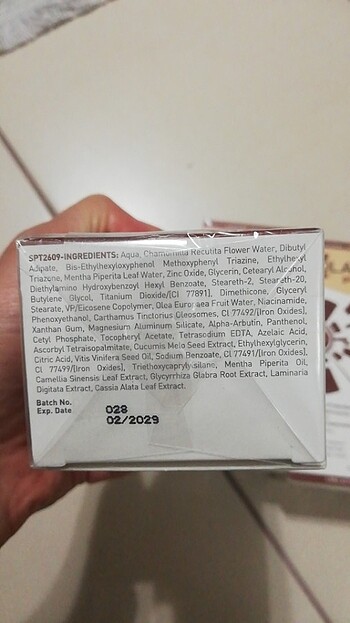 SPT2609-INGREDIENTS: Aqua, Chamomilla Recutita Flower Water, Dibutyl
Adipate, Bis-Ethylhexyloxyphenol Methoxyphenyl Triazine, Ethylhexyl
Triazone, Mentha Piperita Leaf Water, Zinc Oxide, Glycerin, Cetearyl Alcohol,
Diethylamino Hydroxybenzoyl Hexyl Benzoate, Steareth-2, Steareth-20,
Butylene Glycol, Titanium Dioxide/[CI 77891], Dimethicone, Glyceryl
Stearate, VP/Eicosene Copolymer, Olea Europaea Fruit Water, Niacinamide,
Phenoxyethanol, Carthamus Tinctorius Oleosomes, CI 77492/[Iron Oxides],
Xanthan Gum, Magnesium Aluminum Silicate, Alpha-Arbutin, Panthenol,
Cetyl Phosphate, Tocopheryl Acetate, Tetrasodium EDTA, Azelaic Acid,
Ascorbyl Tetraisopalmitate, Cucumis Melo Seed Extract, Ethylhexylglycerin,
Citric Acid, Vitis Vinifera Seed Oil, Sodium Benzoate, CI 77491/[Iron Oxides],
CI 77499/[Iron Oxides], Triethoxycaprylylsilane, Mentha Piperita Oil,
Camellia Sinensis Leaf Extract, Glycyrrhiza Glabra Root Extract, Laminaria
Digitata Extract, Cassia Alata Leaf Extract.
Batch No. 028
Exp. Date 02/2029